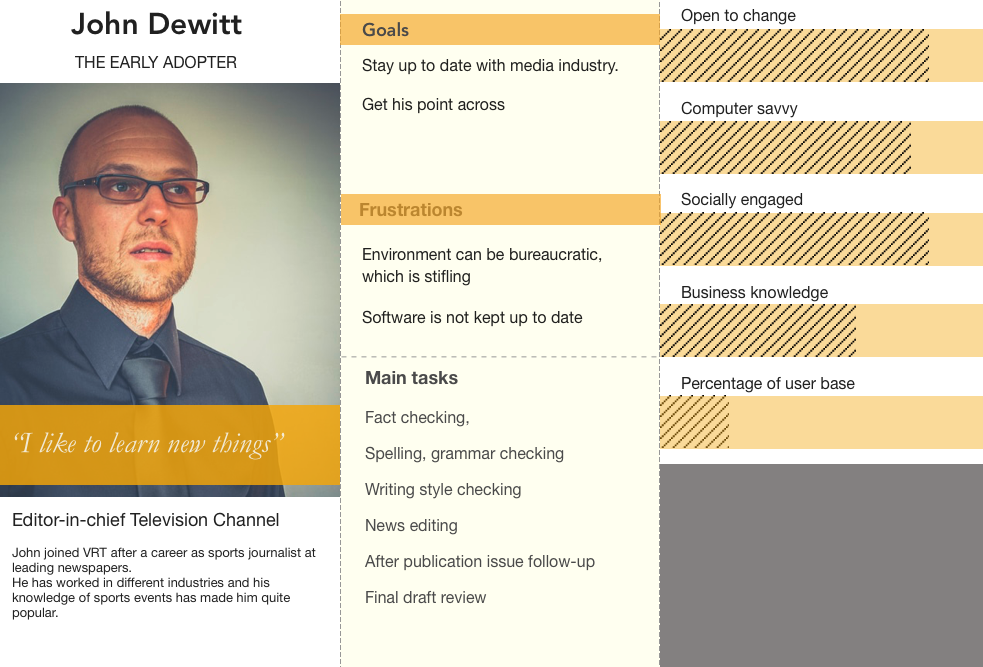 John Dewitt
THE EARLY ADOPTER
“I like to learn new things”
Editor-in-chief Television Channel
John joined VRT after a career as sports journalist at
leading newspapers.
He has worked in different industries and his
knowledge of sports events has made him quite
popular.
Goals
Stay up to date with media industry.
Get his point across
Frustrations
Environment can be bureaucratic,
which is stifling
Software is not kept up to date
Main tasks
Fact checking,
Spelling, grammar checking
Writing style checking
News editing
After publication issue follow-up
Final draft review
Open to change
Computer savvy
Socially engaged
Business knowledge
Percentage of user base